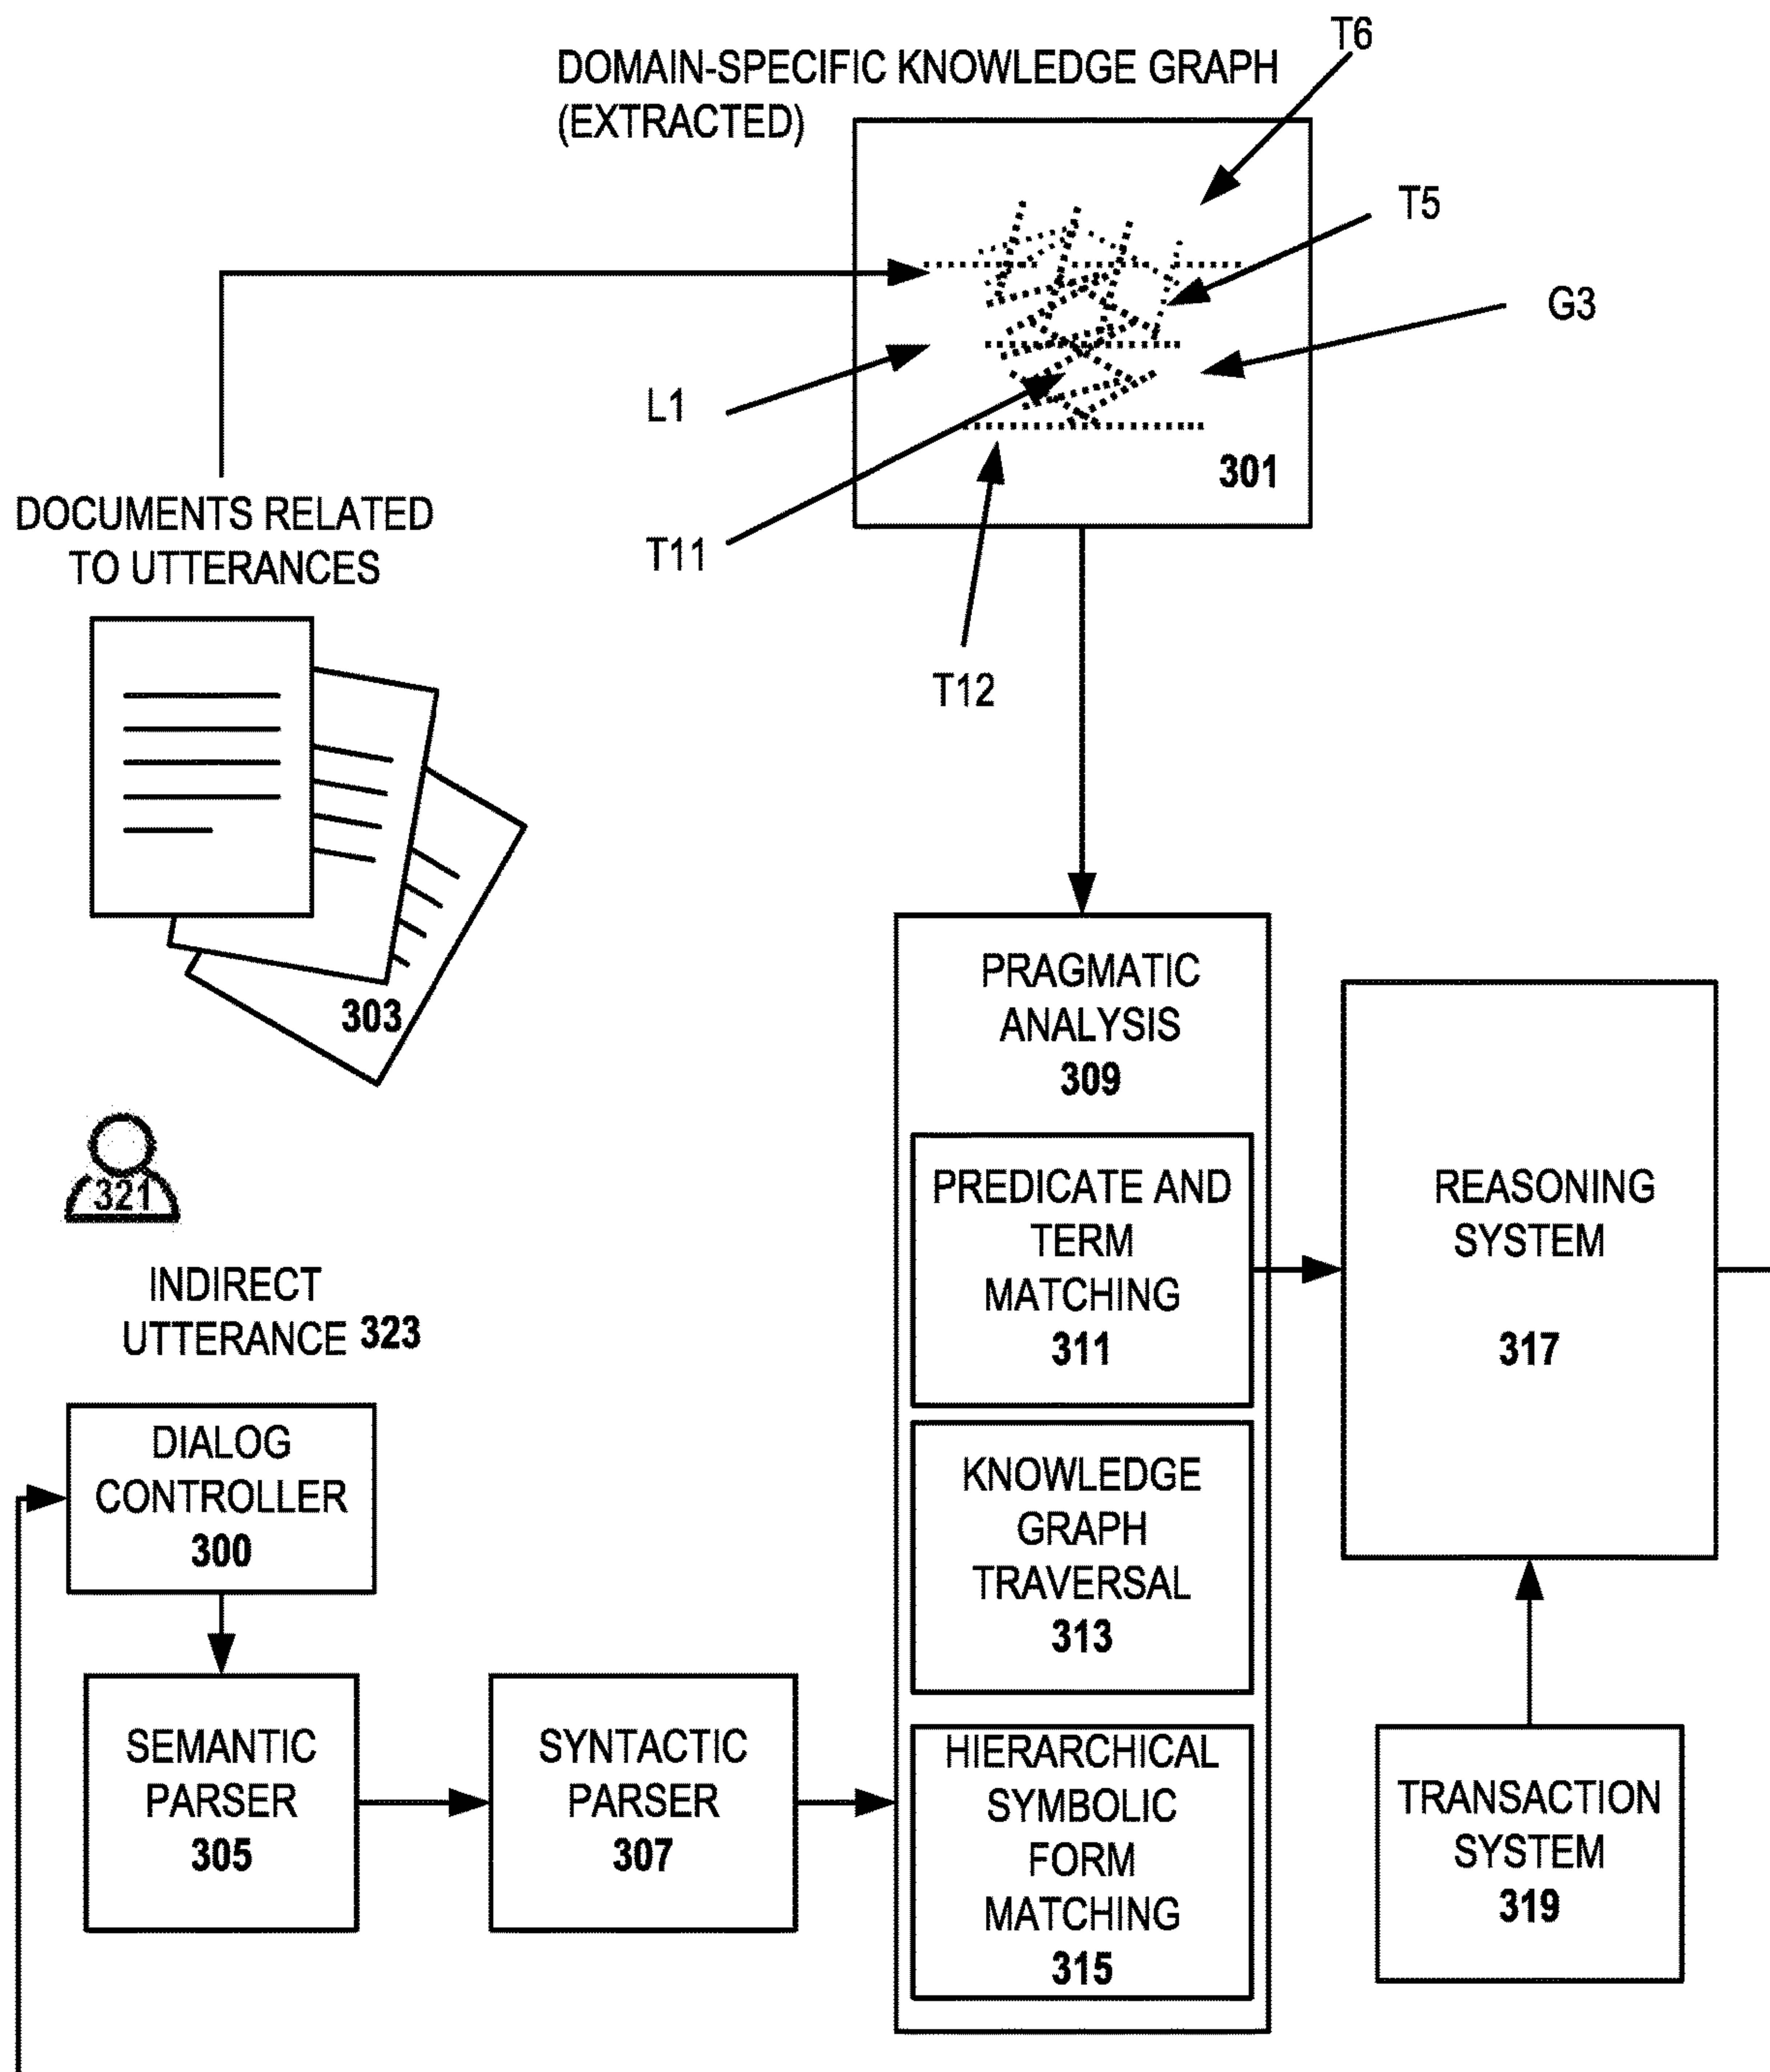 T6
DOMAIN-SPECIFIC KNOWLEDGE GRAPH
(EXTRACTED)
T5
G3
L1
301
DOCUMENTS RELATED
TO UTTERANCES
T11
T12
303
PRAGMATIC
ANALYSIS
309
321
PREDICATE AND
TERM
MATCHING
311
REASONING
SYSTEM
317
INDIRECT
UTTERANCE 323
DIALOG
CONTROLLER
300
KNOWLEDGE
GRAPH
TRAVERSAL
313
SEMANTIC
PARSER
305
SYNTACTIC
PARSER
307
HIERARCHICAL
SYMBOLIC
FORM
MATCHING
315
TRANSACTION
SYSTEM
319